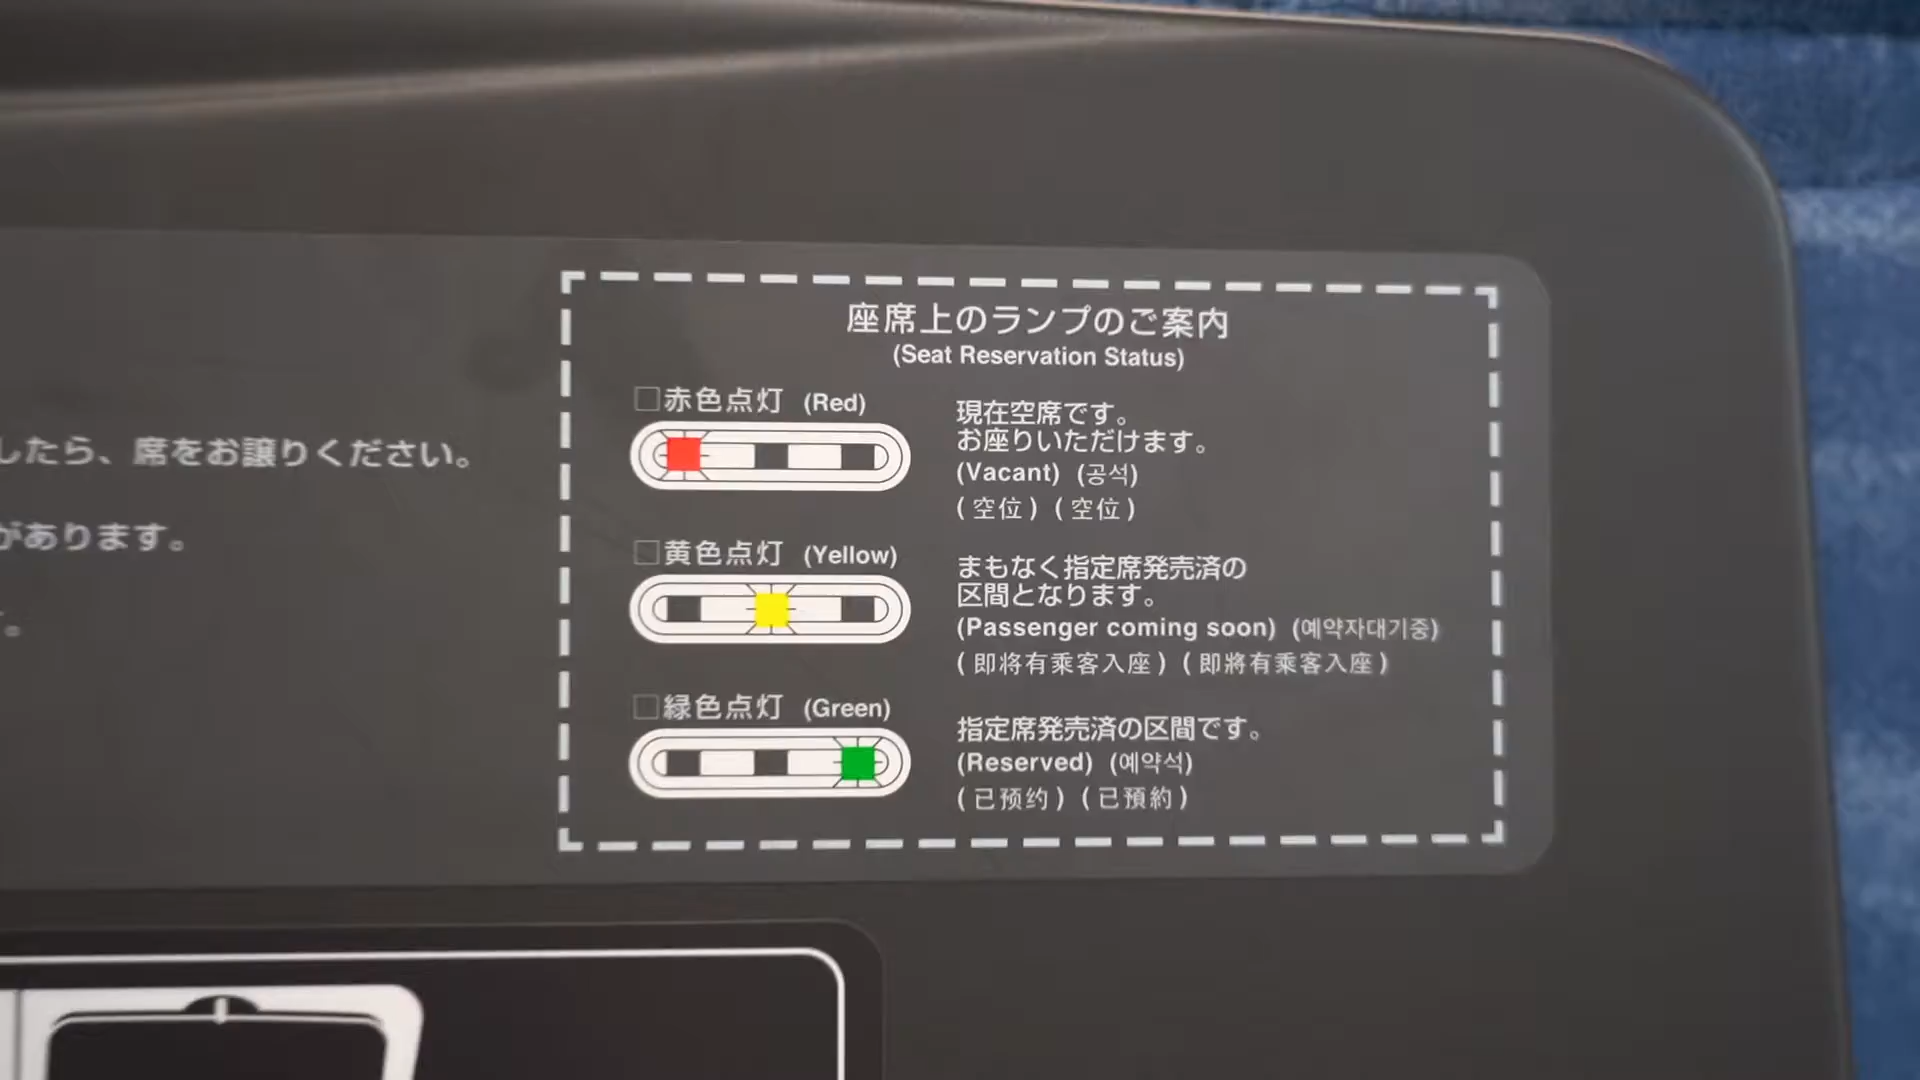 したら、席をお譲りください。
があります。
。
座席上のランプのご案内
(Seat Reservation Status)
□赤色点灯 (Red)
現在空席です。
お座りいただけます。
(Vacant) (공석)
(空位) (空位)
□黄色点灯 (Yellow)
まもなく指定席発売済の
区間となります。
(Passenger coming soon) (예약자대기중)
(即将有乘客入座) (即將有乘客入座)
□緑色点灯 (Green)
指定席発売済の区間です。
(Reserved) (예약석)
(已预约) (已預約)